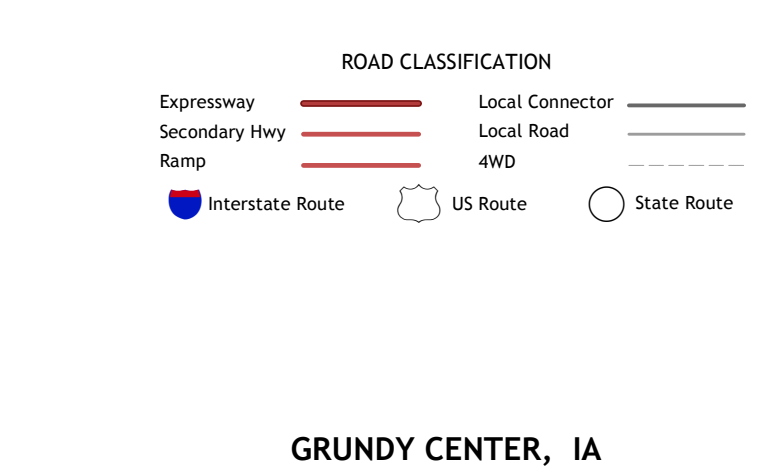 ROAD CLASSIFICATION
Expressway
Secondary Hwy
Ramp
Local Connector
Local Road
4WD
Interstate Route
US Route
State Route
GRUNDY CENTER,  IA